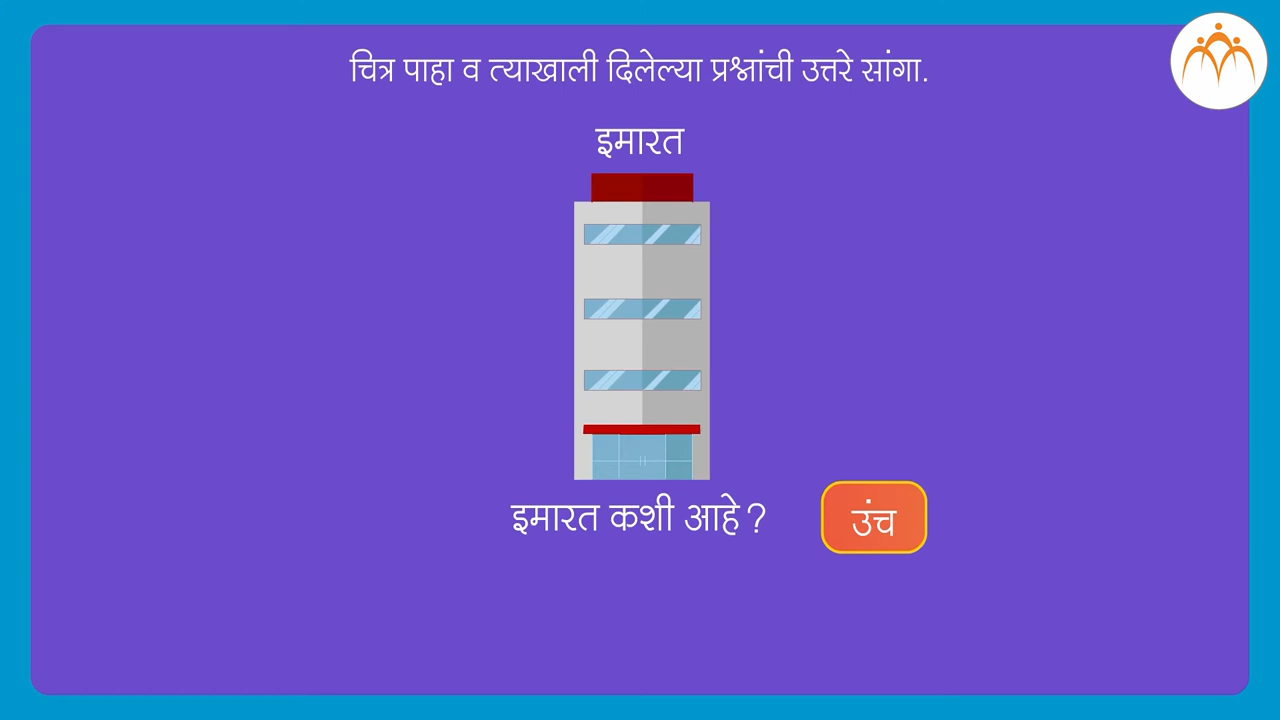 चित्र पाहा व त्याखाली दिलेल्या प्रश्नांची उत्तरे सांगा.
इमारत
इमारत कशी आहे ? उंच